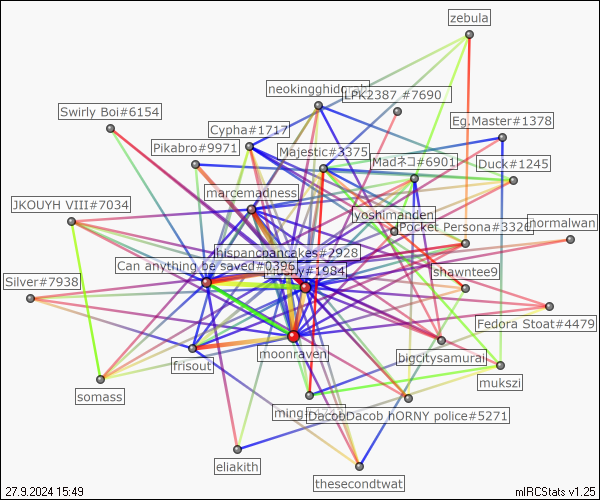 zebula
neokingghidorah
LPK2387 #7690
Swirly Boi#6154
Eg.Master#1378
Cypha#1717
Pikabro#9971
Majestic#3375
Madネコ#6901
Duck#1245
marcemadness
JKOUYH VIII#7034
yoshimanden
Pocket Persona#3326
normalwan
hispancpancakes#2928
Can anything be saved#0396
#1984
shawntee9
Silver#7938
Fedora Stoat#4479
moonraven
bigcitysamurai
frisout
mukszi
somass
DacobDacob hORNY police#5271
eliakith
thesecondtwat
27.9.2024 15:49
mIRCStats v1.25